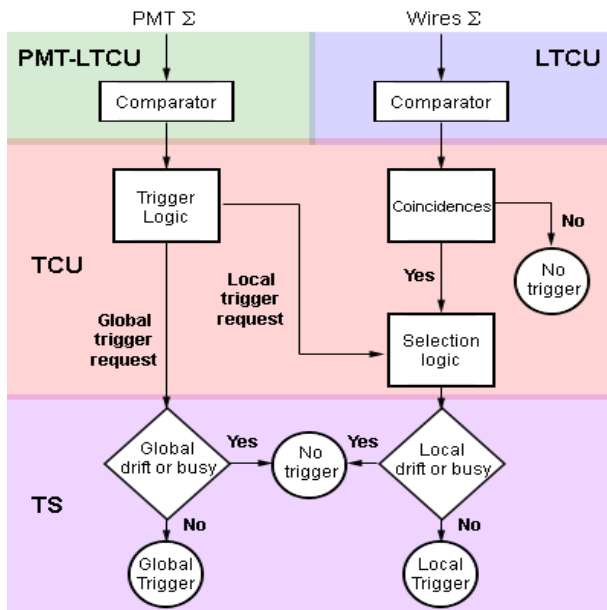 PMT Σ
Wires Σ
PMT-LTCU
LTCU
Comparator
Comparator
Trigger
Logic
Coincidences
No
No
trigger
TCU
Yes
Local
trigger
request
Global
trigger
request
Selection
logic
Global
drift or busy
Yes
No
trigger
Yes
Local
drift or busy
TS
No
No
Global
Trigger
Local
Trigger